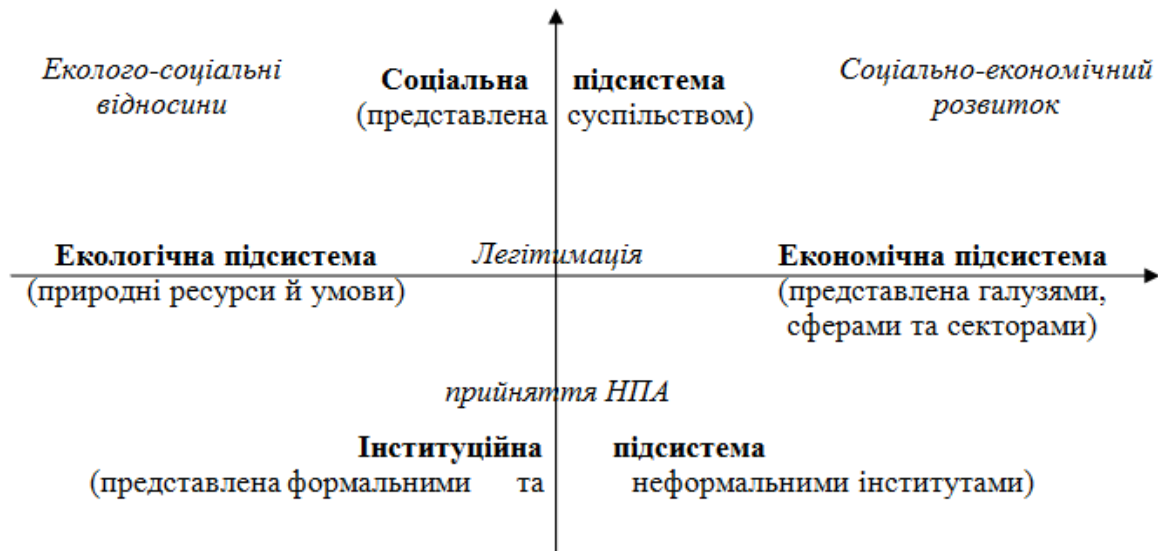 Еколого-соціальні
відносини
Соціальна підсистема
(представлена суспільством)
Соціально-економічний
розвиток
Екологічна підсистема
(природні ресурси й умови)
Легітимація
Економічна підсистема
(представлена галузями,
сферами та секторами)
прийняття НПА
Інституційна підсистема
(представлена формальними та неформальними інститутами)